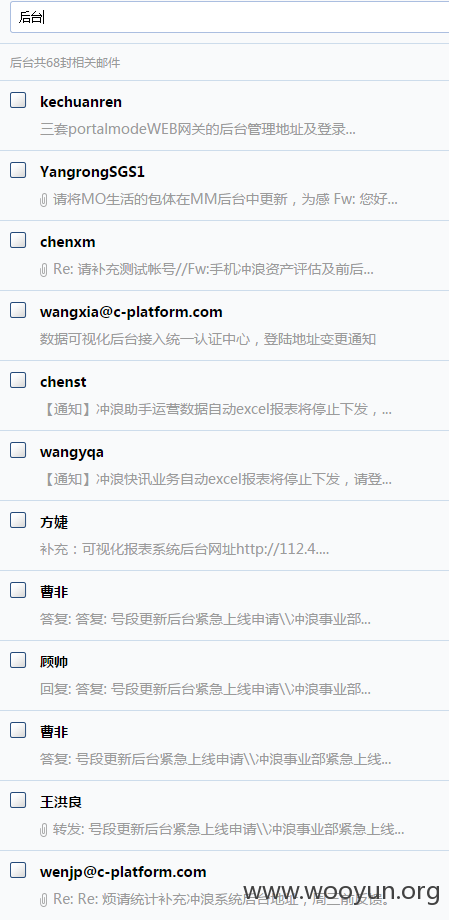 后台
后台共68封相关邮件
kechuanren
三套portalmodeWEB网关的后台管理地址及登录...
YangrongSGS1
请将MO生活的包体在MM后台中更新，为感 Fw: 您好...
chenxm
Re: 请补充测试帐号//Fw:手机冲浪资产评估及前后...
wangxia@c-platform.com
数据可视化后台接入统一认证中心，登陆地址变更通知
chenst
【通知】冲浪助手运营数据自动excel报表将停止下发，...
wangyqa
【通知】冲浪快讯业务自动excel报表将停止下发，请登...
方婕
补充：可视化报表系统后台网址http://112.4....
曹非
答复: 答复: 号段更新后台紧急上线申请\\冲浪事业部...
顾帅
回复: 答复: 号段更新后台紧急上线申请\\冲浪事业部...
曹非
答复: 号段更新后台紧急上线申请\\冲浪事业部紧急上线...
王洪良
转发: 号段更新后台紧急上线申请\\冲浪事业部紧急上线...
wenjp@c-platform.com
Re: Re: 烦请统计补充冲浪系统后台地址，周三前反馈。
www.wooyun.org